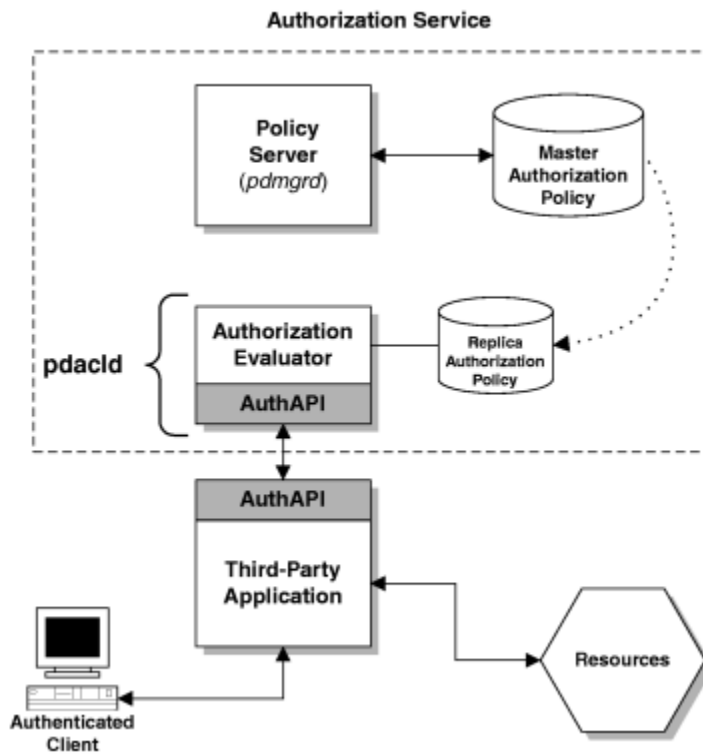 Authorization Service
Policy
Server
(pdmgrd)
Master
Authorization
Policy
pdacld
Authorization
Evaluator
AuthAPI
Replica
Authorization
Policy
AuthAPI
Third-Party
Application
Resources
Authenticated
Client